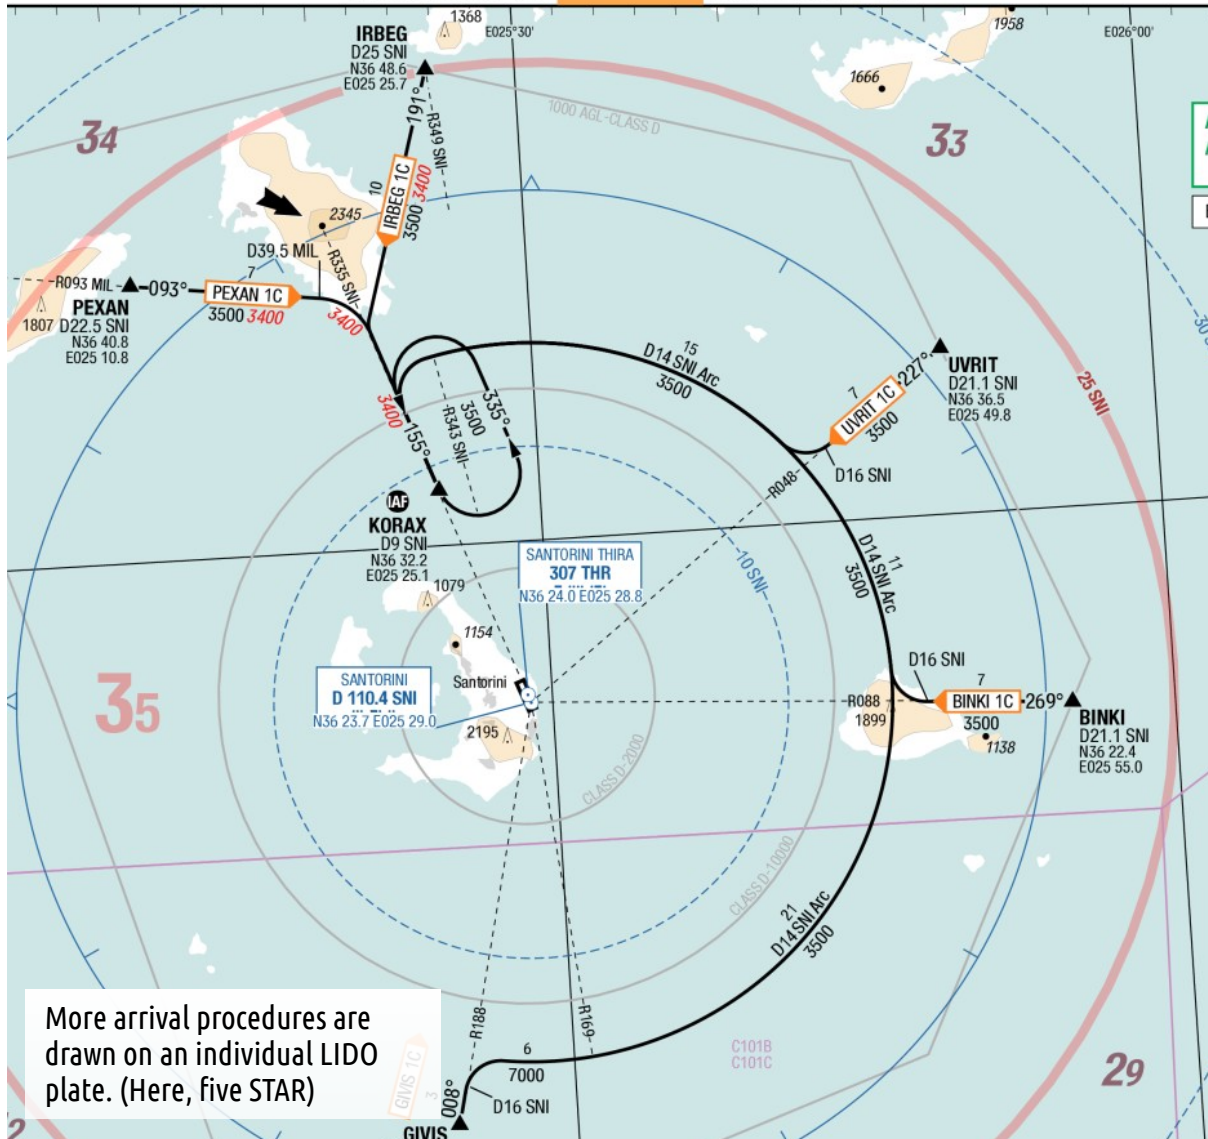 1368
E025°30'
1958
E026°00'
IRBEG
D25 SNI
N36 48.6
E025 25.7
1666
34
33
1000 AGL-CLASS D
191°
R349 SNI
10
IRBEG 1C
3500 3400
2345
D39.5 MIL
R335 SNI
R093 MIL
093°
7
PEXAN 1C
3500 3400
3400
PEXAN
D22.5 SNI
N36 40.8
E025 10.8
1807
15
D14 SNI Arc
3500
227°
UVRIT
D21.1 SNI
N36 36.5
E025 49.8
7
UVRIT 1C
3500
25 SNI
3400
155°
3500
R343 SNI
335°
D16 SNI
R048
IAF
KORAX
D9 SNI
N36 32.2
E025 25.1
SANTORINI THIRA
307 THR
N36 24.0 E025 28.8
10 SNI
11
D14 SNI Arc
3500
1079
1154
Santorini
SANTORINI
D 110.4 SNI
N36 23.7 E025 29.0
2195
35
D16 SNI
7
BINKI 1C
3500
269°
R088
1899
1138
BINKI
D21.1 SNI
N36 22.4
E025 55.0
CLASS D-2000
CLASS D-10000
21
D14 SNI Arc
3500
R188
R169
C101B
C101C
29
More arrival procedures are
drawn on an individual LIDO
plate. (Here, five STAR)
GIVIS 1C
3
008°
6
7000
D16 SNI
GIVIS